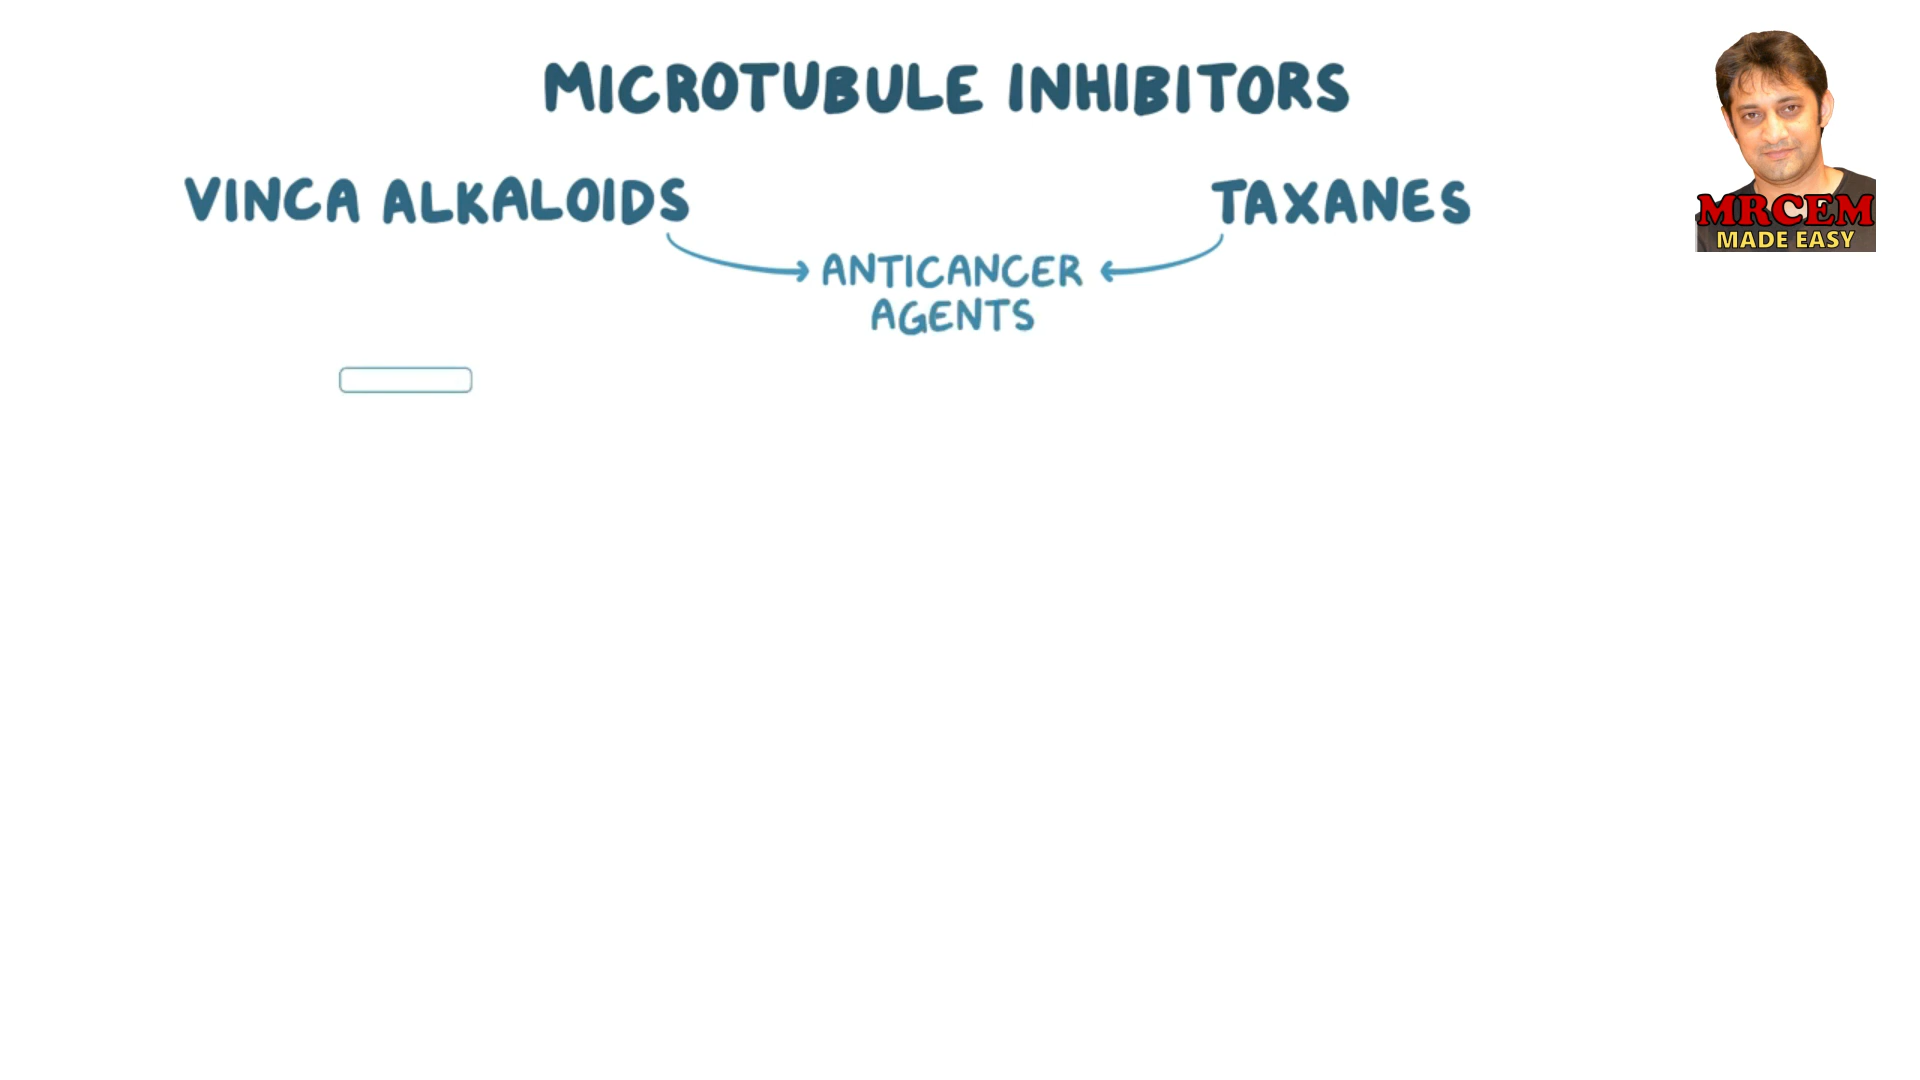 MICROTUBULE INHIBITORS
VINCA ALKALOIDS
TAXANES
ANTICANCER
AGENTS
MRCEM
MADE EASY